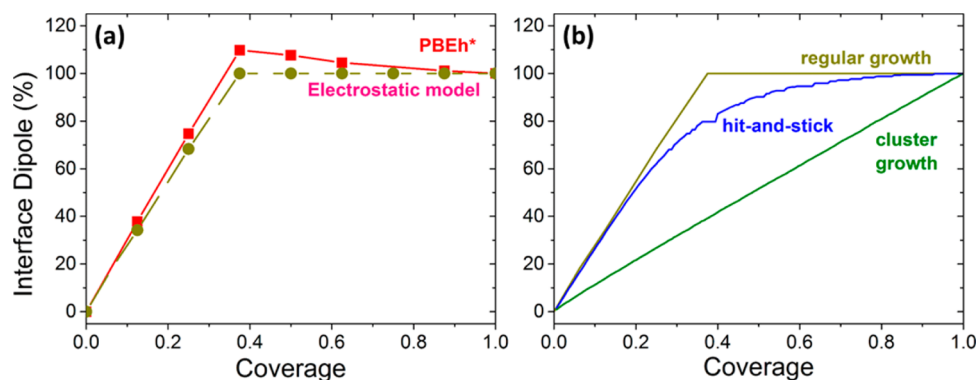 (a)
PBEh*
Electrostatic model
Interface Dipole (%)
120
100
80
60
40
20
0
0.0 0.2 0.4 0.6 0.8 1.0
Coverage
(b)
regular growth
hit-and-stick
cluster
growth
120
100
80
60
40
20
0
0.0 0.2 0.4 0.6 0.8 1.0
Coverage